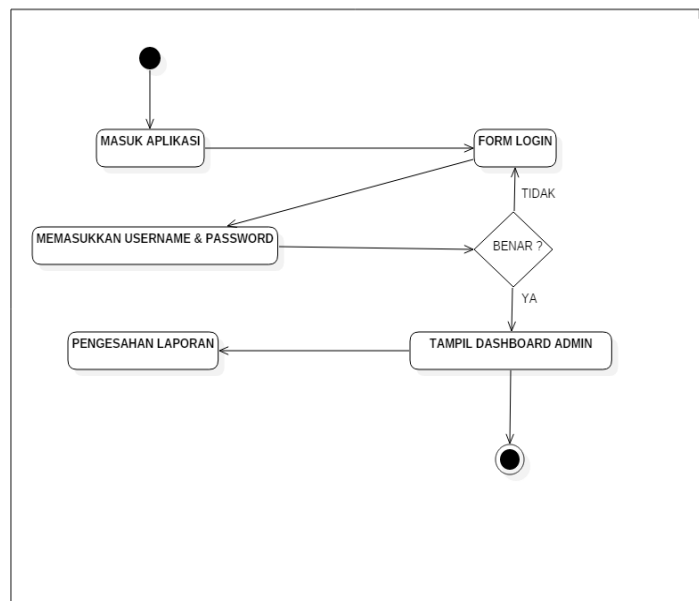 MASUK APLIKASI
FORM LOGIN
TIDAK
MEMASUKKAN USERNAME & PASSWORD
BENAR ?
YA
PENGESAHAN LAPORAN
TAMPIL DASHBOARD ADMIN